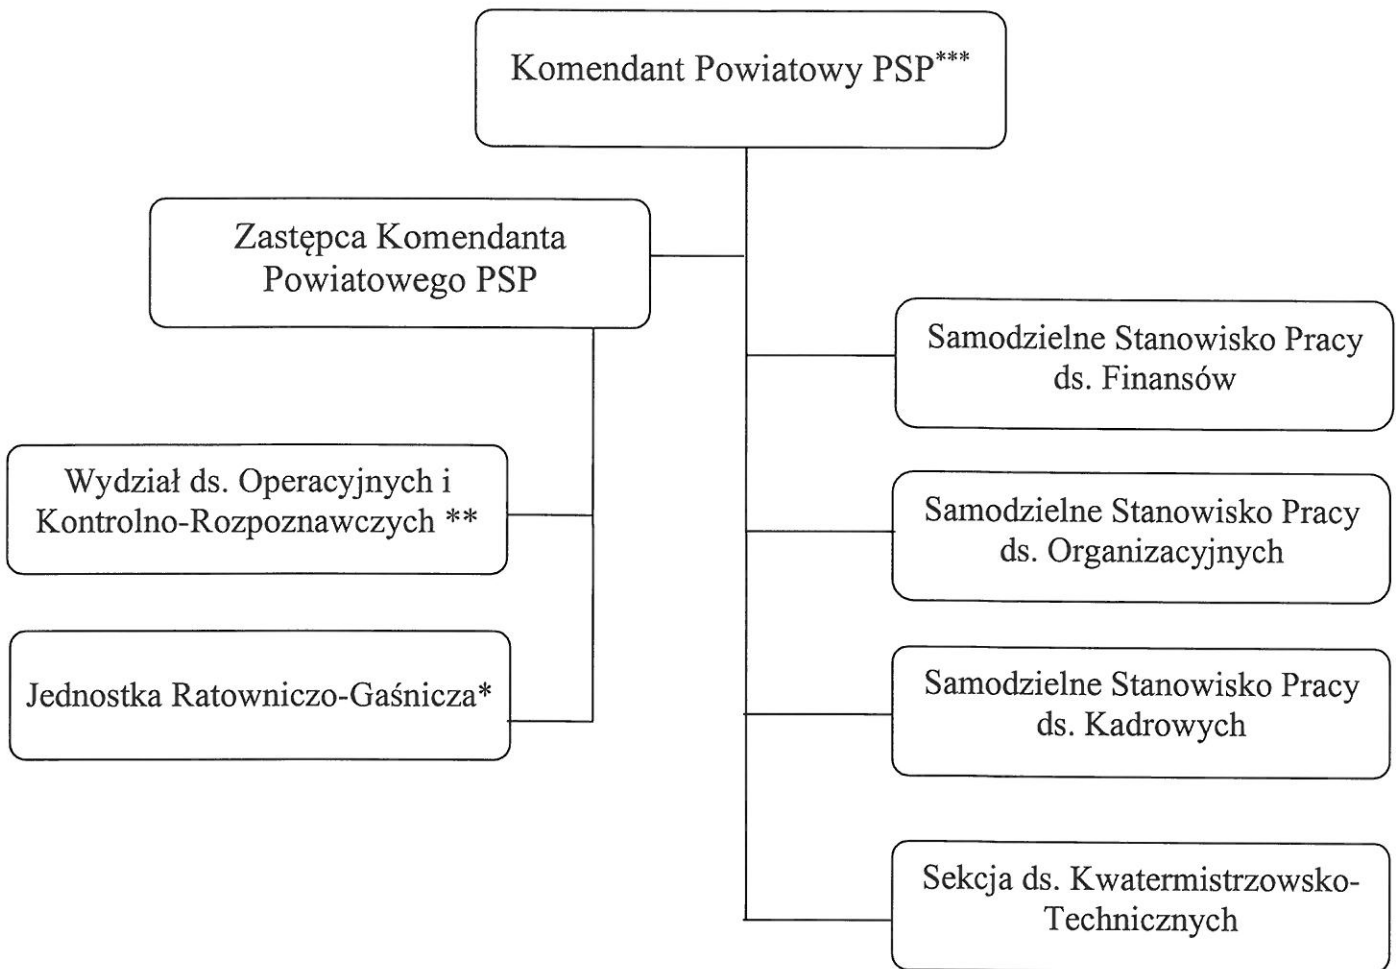 Komendant Powiatowy PSP***
Zastępca Komendanta
Powiatowego PSP
Samodzielne Stanowisko Pracy
ds. Finansów
Wydział ds. Operacyjnych i
Kontrolno-Rozpoznawczych **
Samodzielne Stanowisko Pracy
ds. Organizacyjnych
Jednostka Ratowniczo-Gaśnicza*
Samodzielne Stanowisko Pracy
ds. Kadrowych
Sekcja ds. Kwatermistrzowsko-
Technicznych